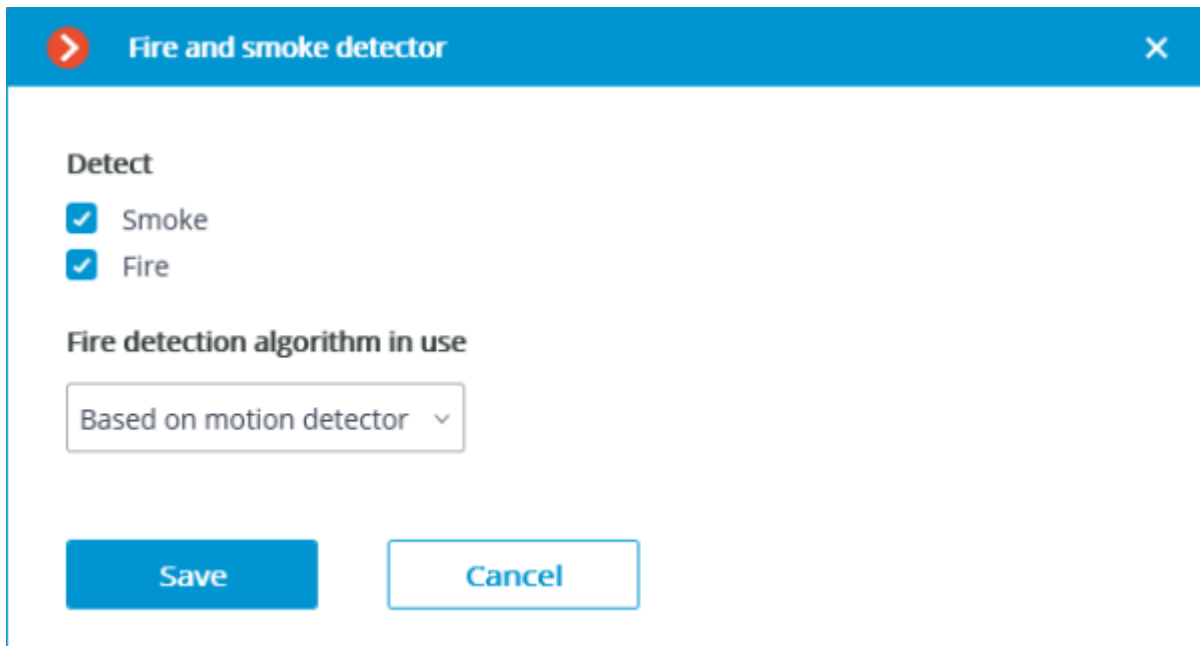 Fire and smoke detector
Detect
Smoke
Fire
Fire detection algorithm in use
Based on motion detector
Save Cancel